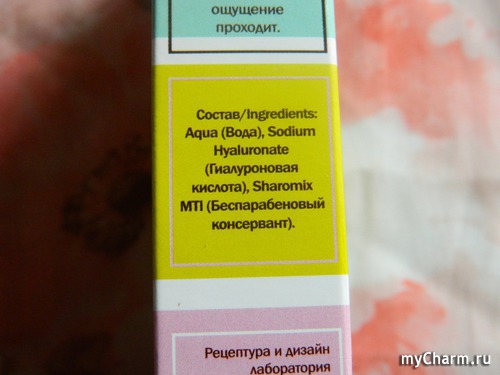 ощущение
проходит.
Состав/Ingredients:
Aqua (Вода), Sodium
Hyaluronate
(Гиалуроновая
кислота), Sharomix
MTI (Беспарабеновый
консервант).
Рецептура и дизайн
лаборатория
myCharm.ru